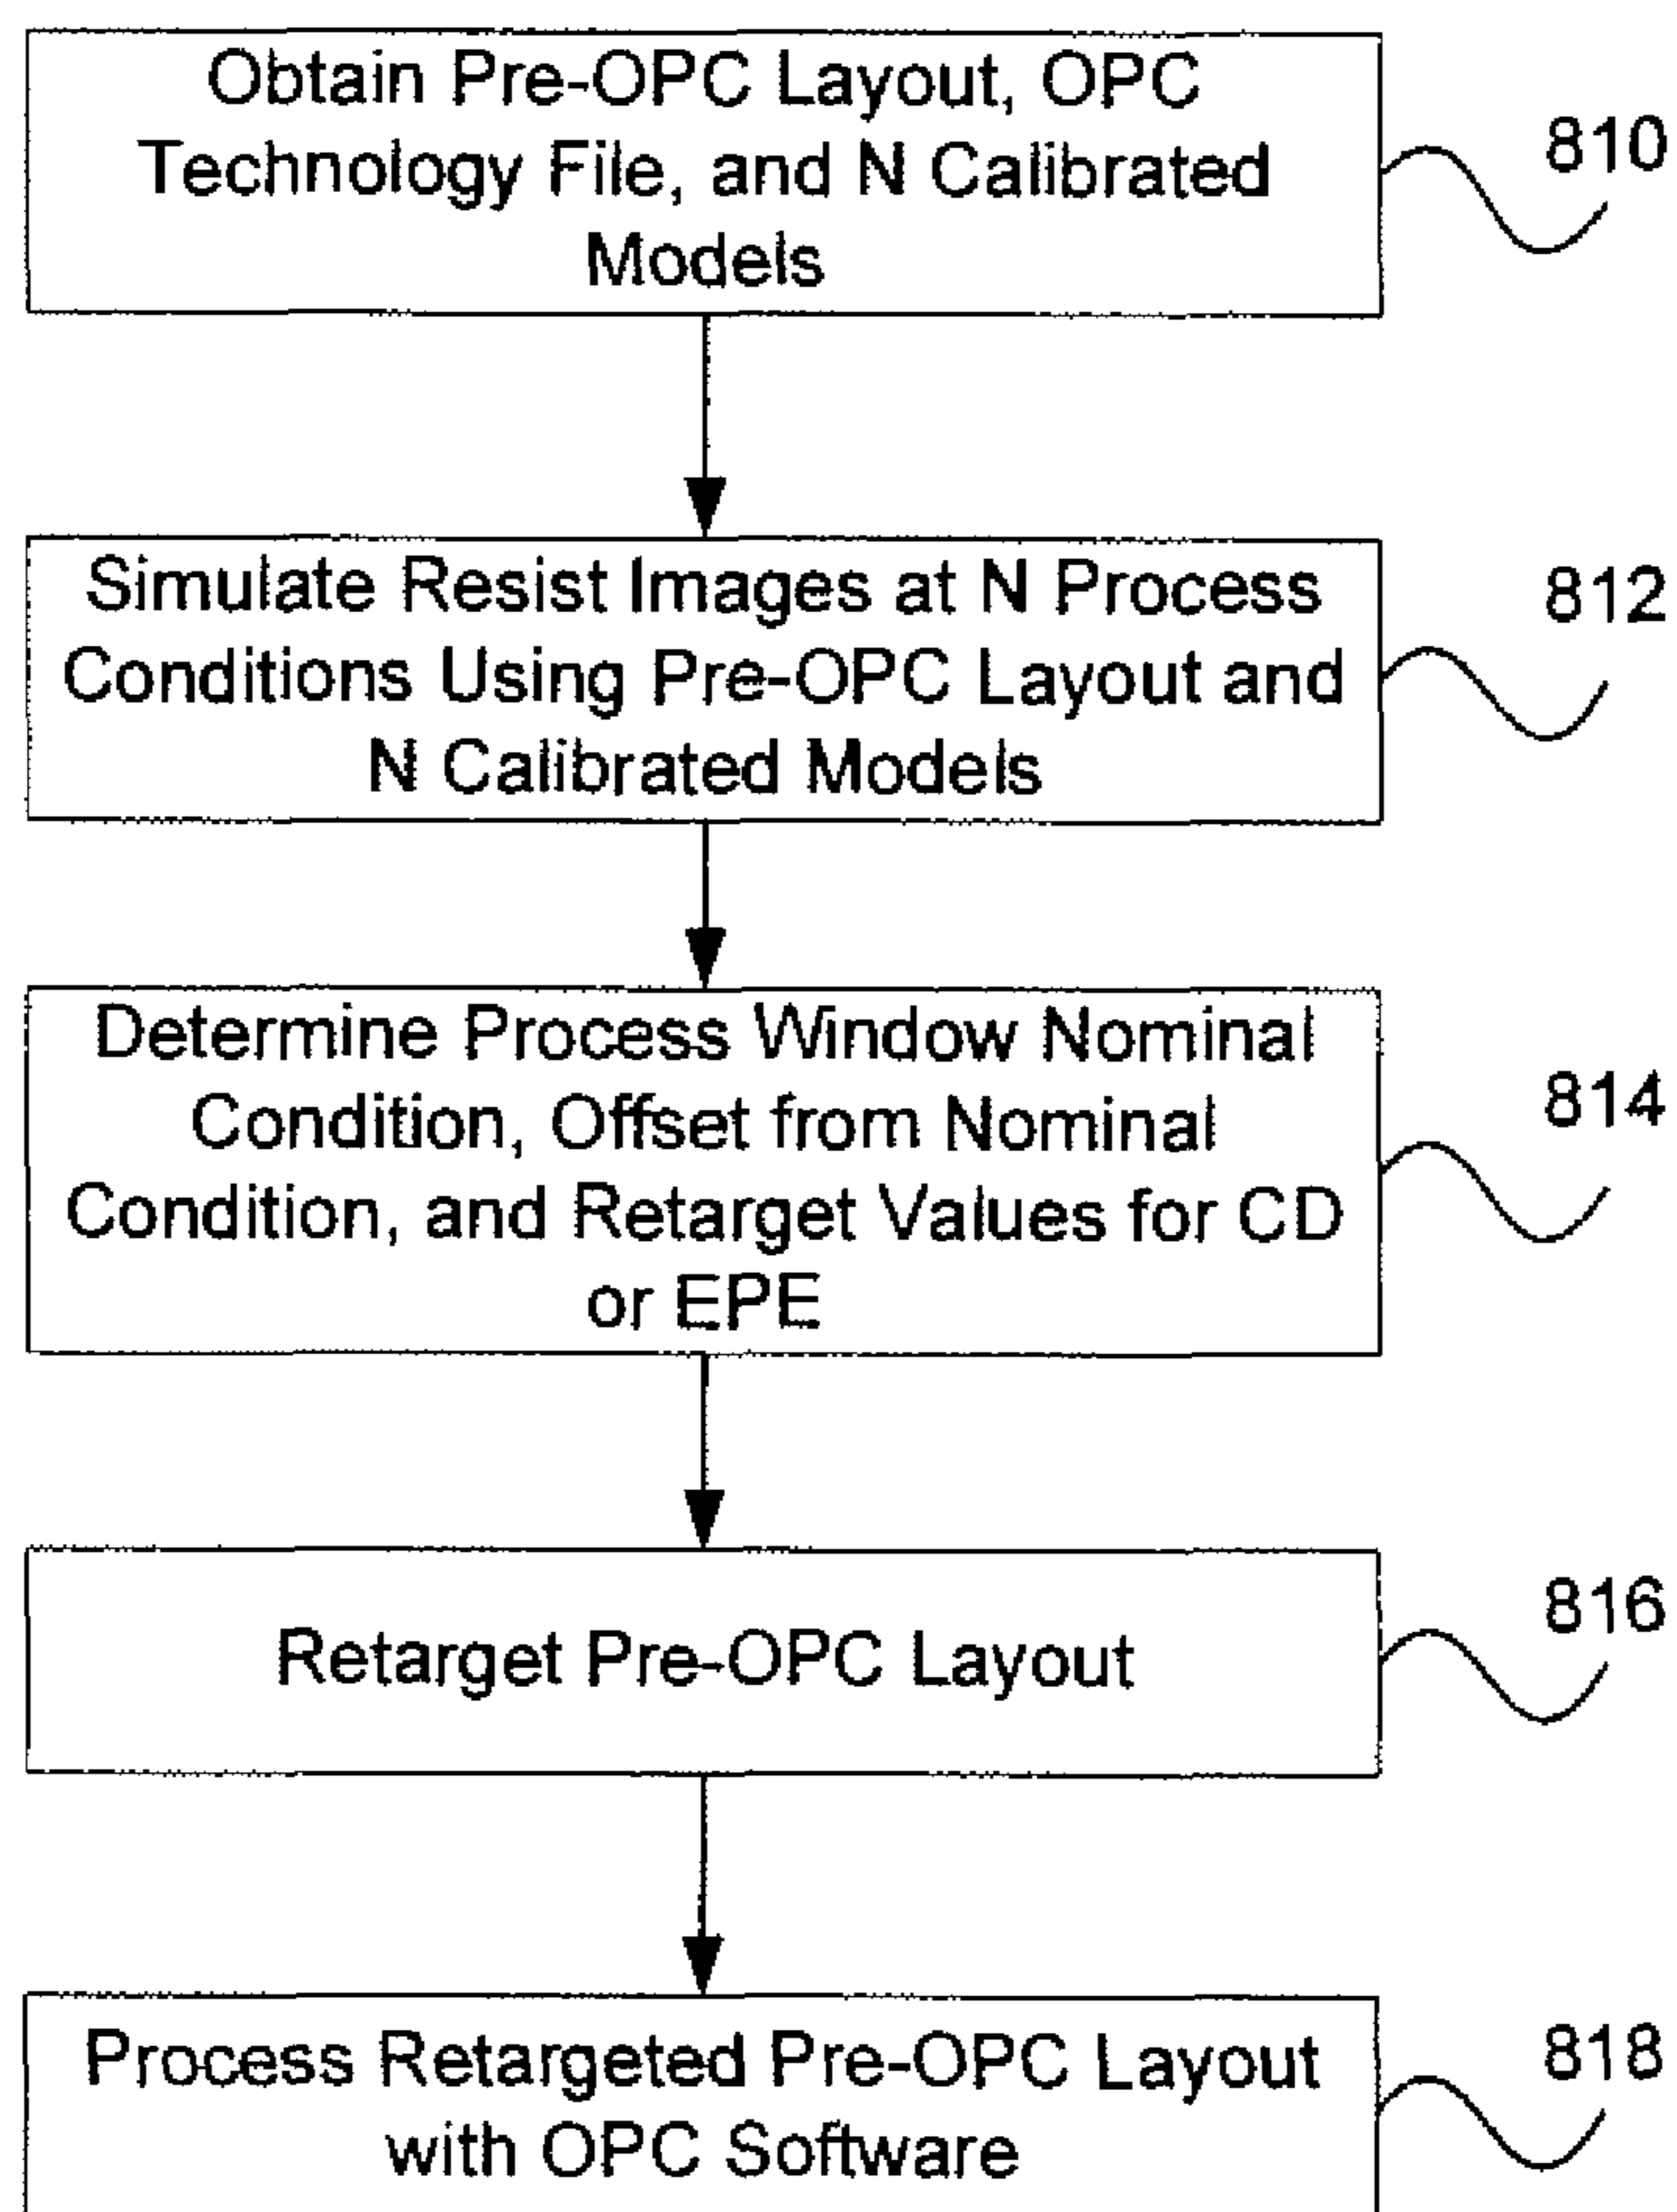 Obtain Pre-OPC Layout, OPC
Technology File, and N Calibrated
Models
810
Simulate Resist Images at N Process
Conditions Using Pre-OPC Layout and
N Calibrated Models
812
Determine Process Window Nominal
Condition, Offset from Nominal
Condition, and Retarget Values for CD
or EPE
814
Retarget Pre-OPC Layout
816
Process Retargeted Pre-OPC Layout
with OPC Software
818